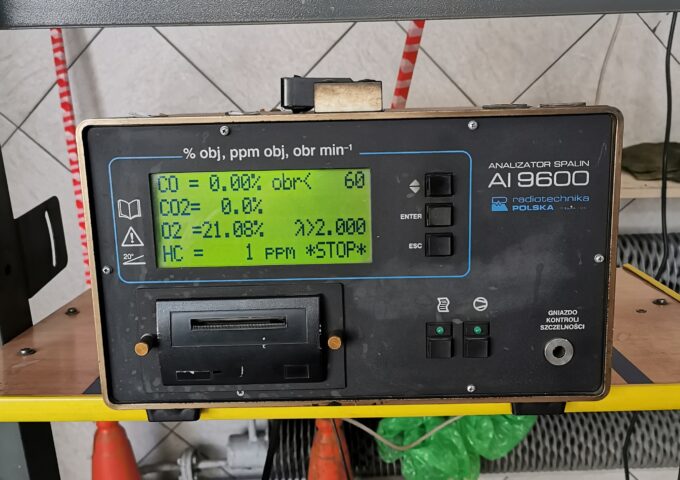 % obj, ppm obj, obr min⁻¹
CO = 0.00% obr< 60
CO2= 0.0%
O2 =21.08% λ>2.000
HC = 1 PPM *STOP*
20°
ENTER
ESC
ANALIZATOR SPALIN
AI 9600
radiotechnika
POLSKA
GNIAZDO
KONTROLI
SZCZELNOŚCI